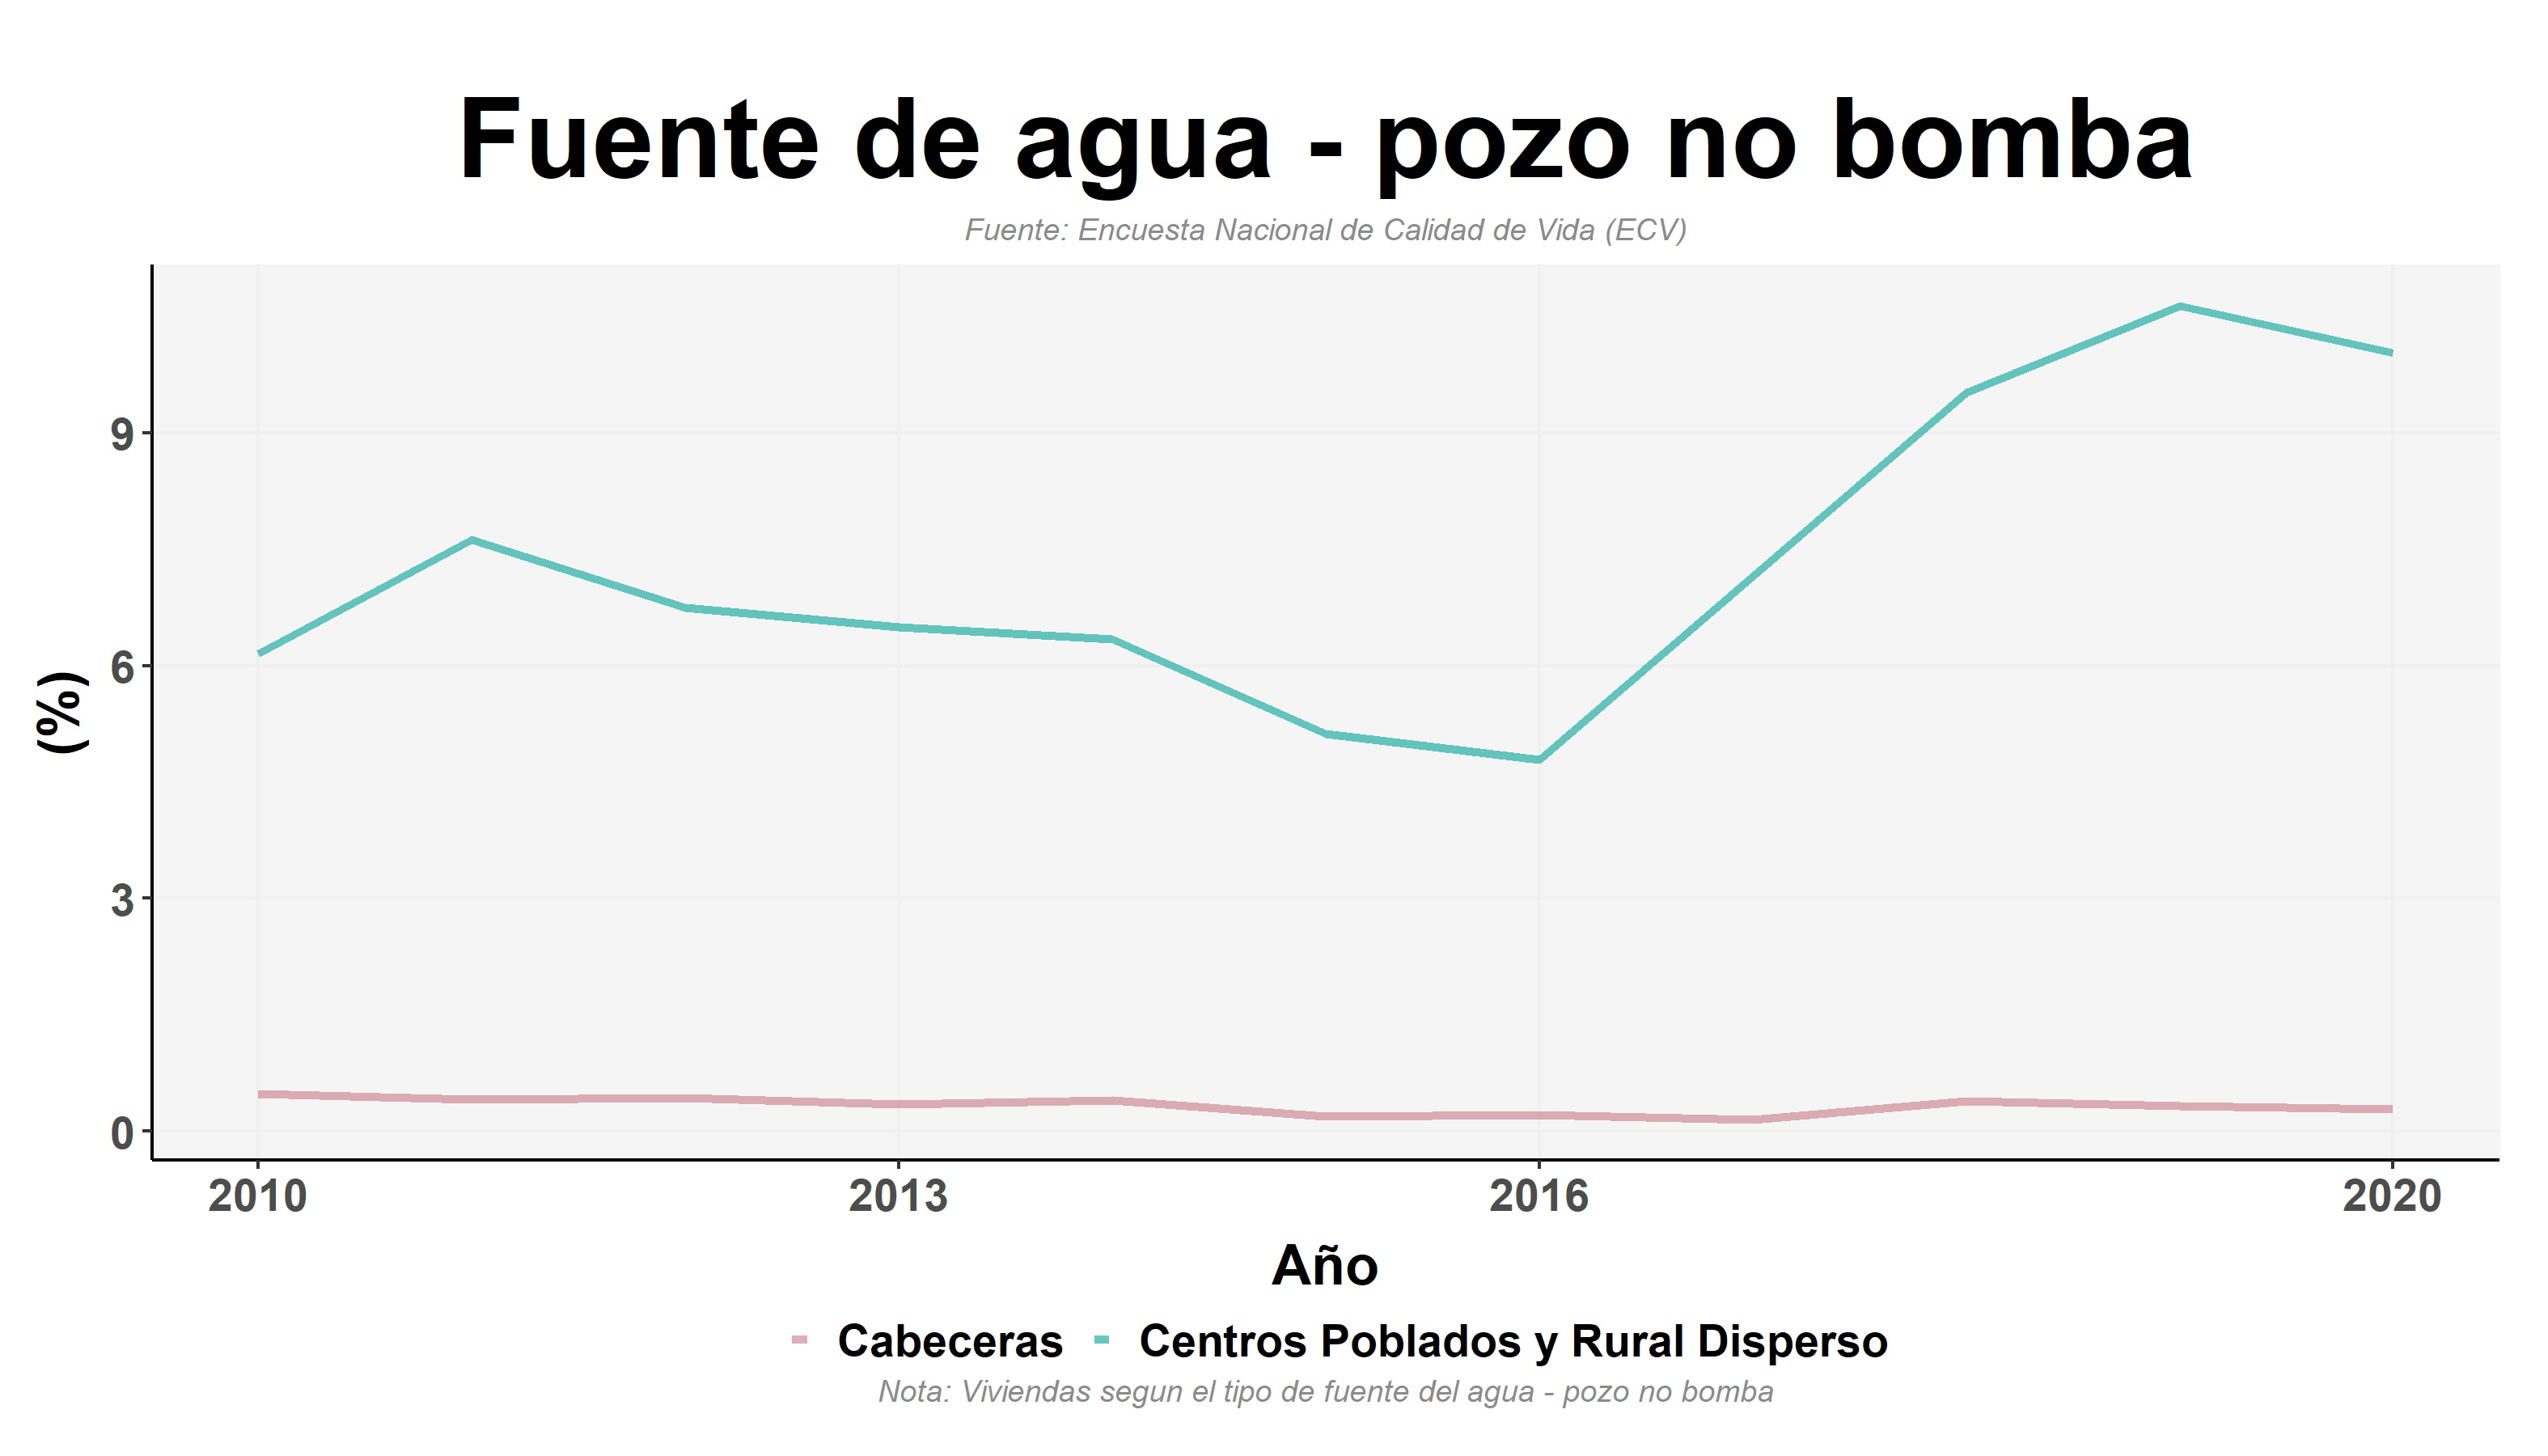 Fuente de agua - pozo no bomba
Fuente: Encuesta Nacional de Calidad de Vida (ECV)
(%)
9
6
3
0
2010 2013 2016 2020
Año
Cabeceras Centros Poblados y Rural Disperso
Nota: Viviendas segun el tipo de fuente del agua - pozo no bomba